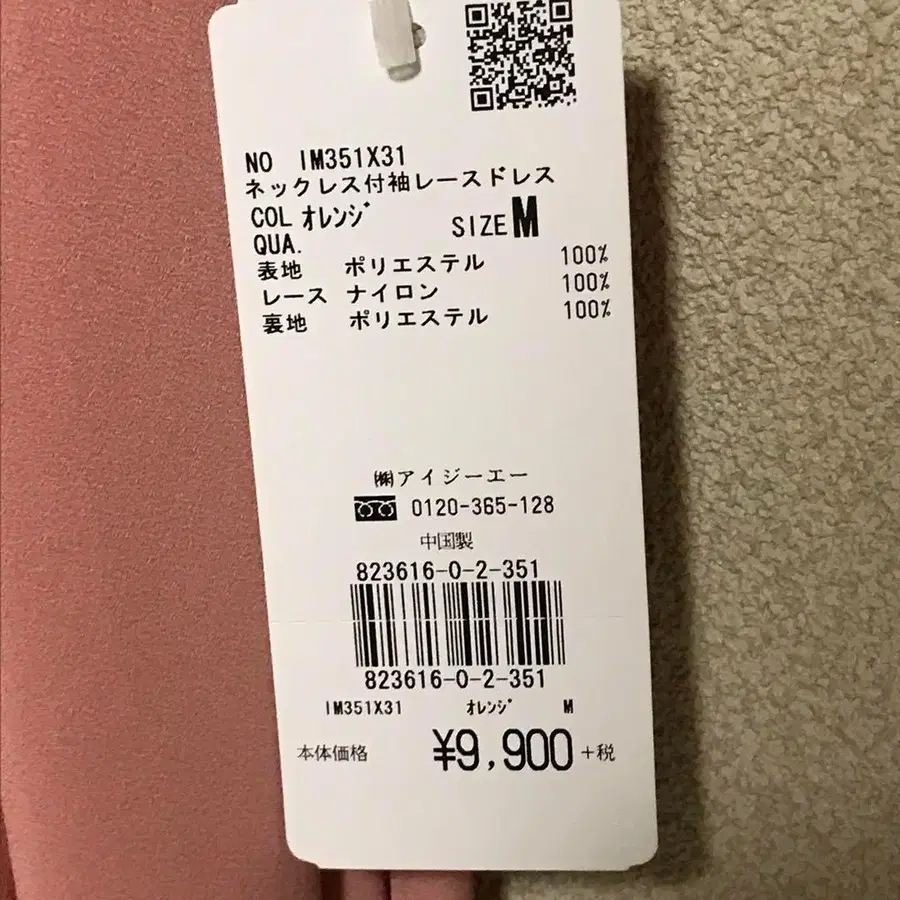 NO IM351X31
ネックレス付袖レースドレス
COL オレンジ SIZE M
QUA.
表地 ポリエステル 100%
レース ナイロン 100%
裏地 ポリエステル 100%
㈱アイジーエー
0120-365-128
中国製
823616-0-2-351
823616-0-2-351
IM351X31 オレンジ M
本体価格 ¥9,900+税